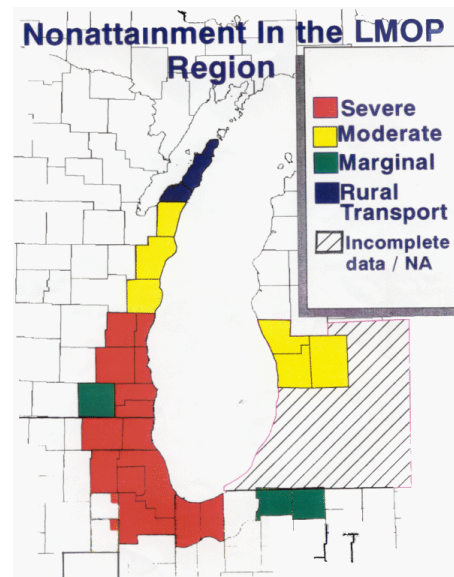 Nonattainment In the LMOP
Region
Severe
Moderate
Marginal
Rural
Transport
Incomplete
data / NA